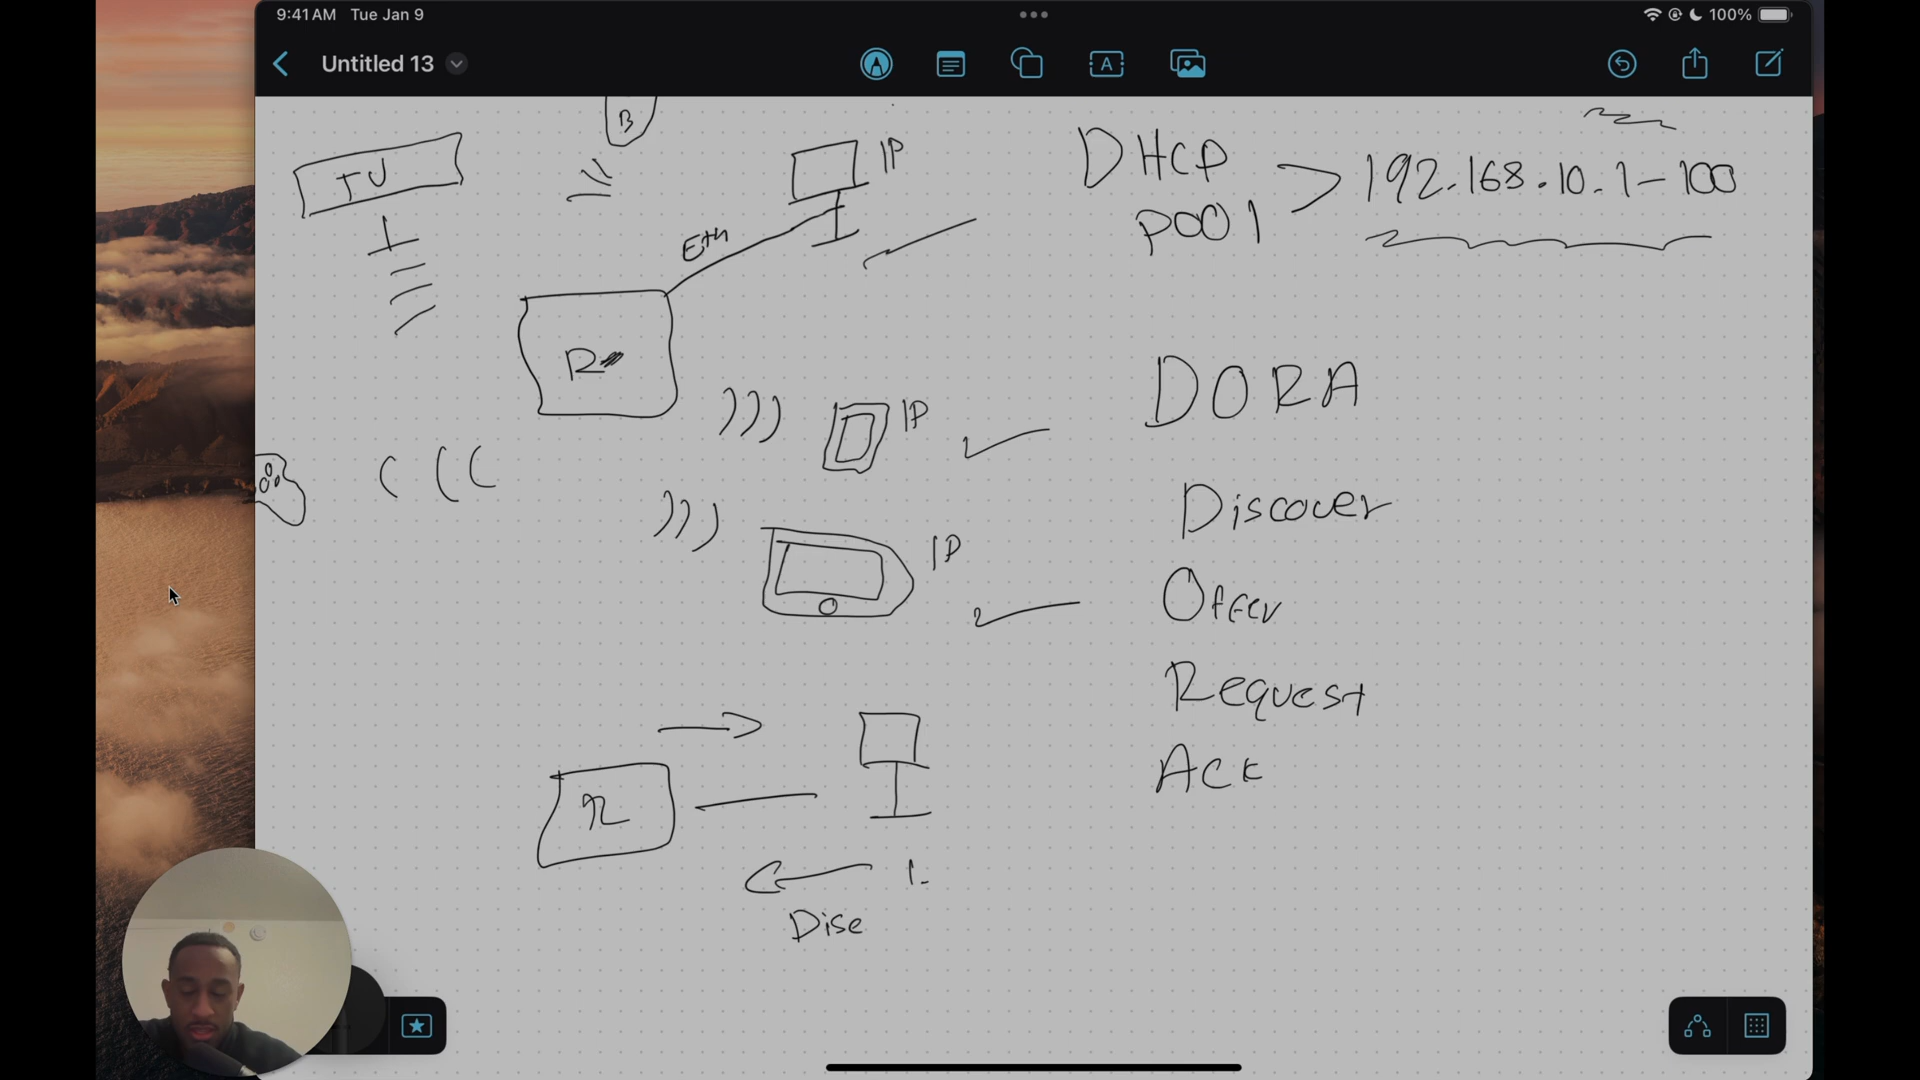 9:41 AM Tue Jan 9
100%
Untitled 13
A
B
TV
IP
Eth
DHCP
Pool
192.168.10.1-100
R
IP
IP
DORA
Discover
Offer
Request
Ack
R
1.
Disc